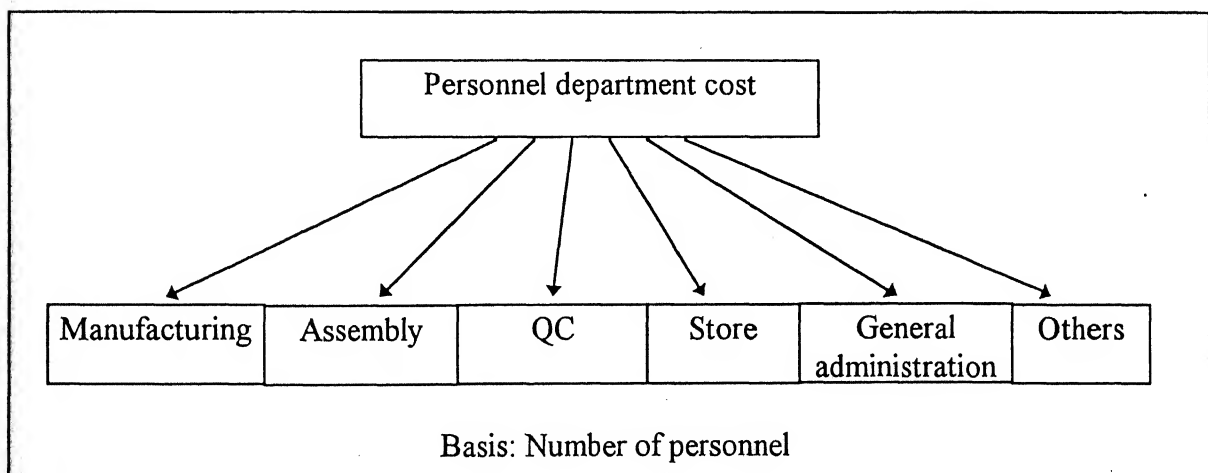 Personnel department cost
Manufacturing Assembly QC Store General administration Others
Basis: Number of personnel